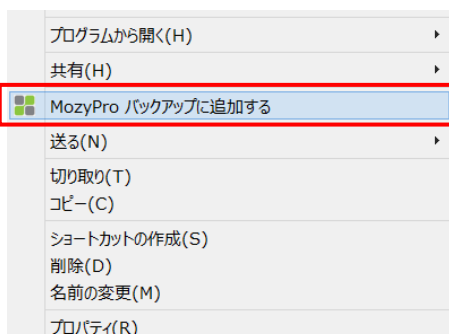 プログラムから開く(H)
共有(H)
MozyPro バックアップに追加する
送る(N)
切り取り(T)
コピー(C)
ショートカットの作成(S)
削除(D)
名前の変更(M)
プロパティ(R)